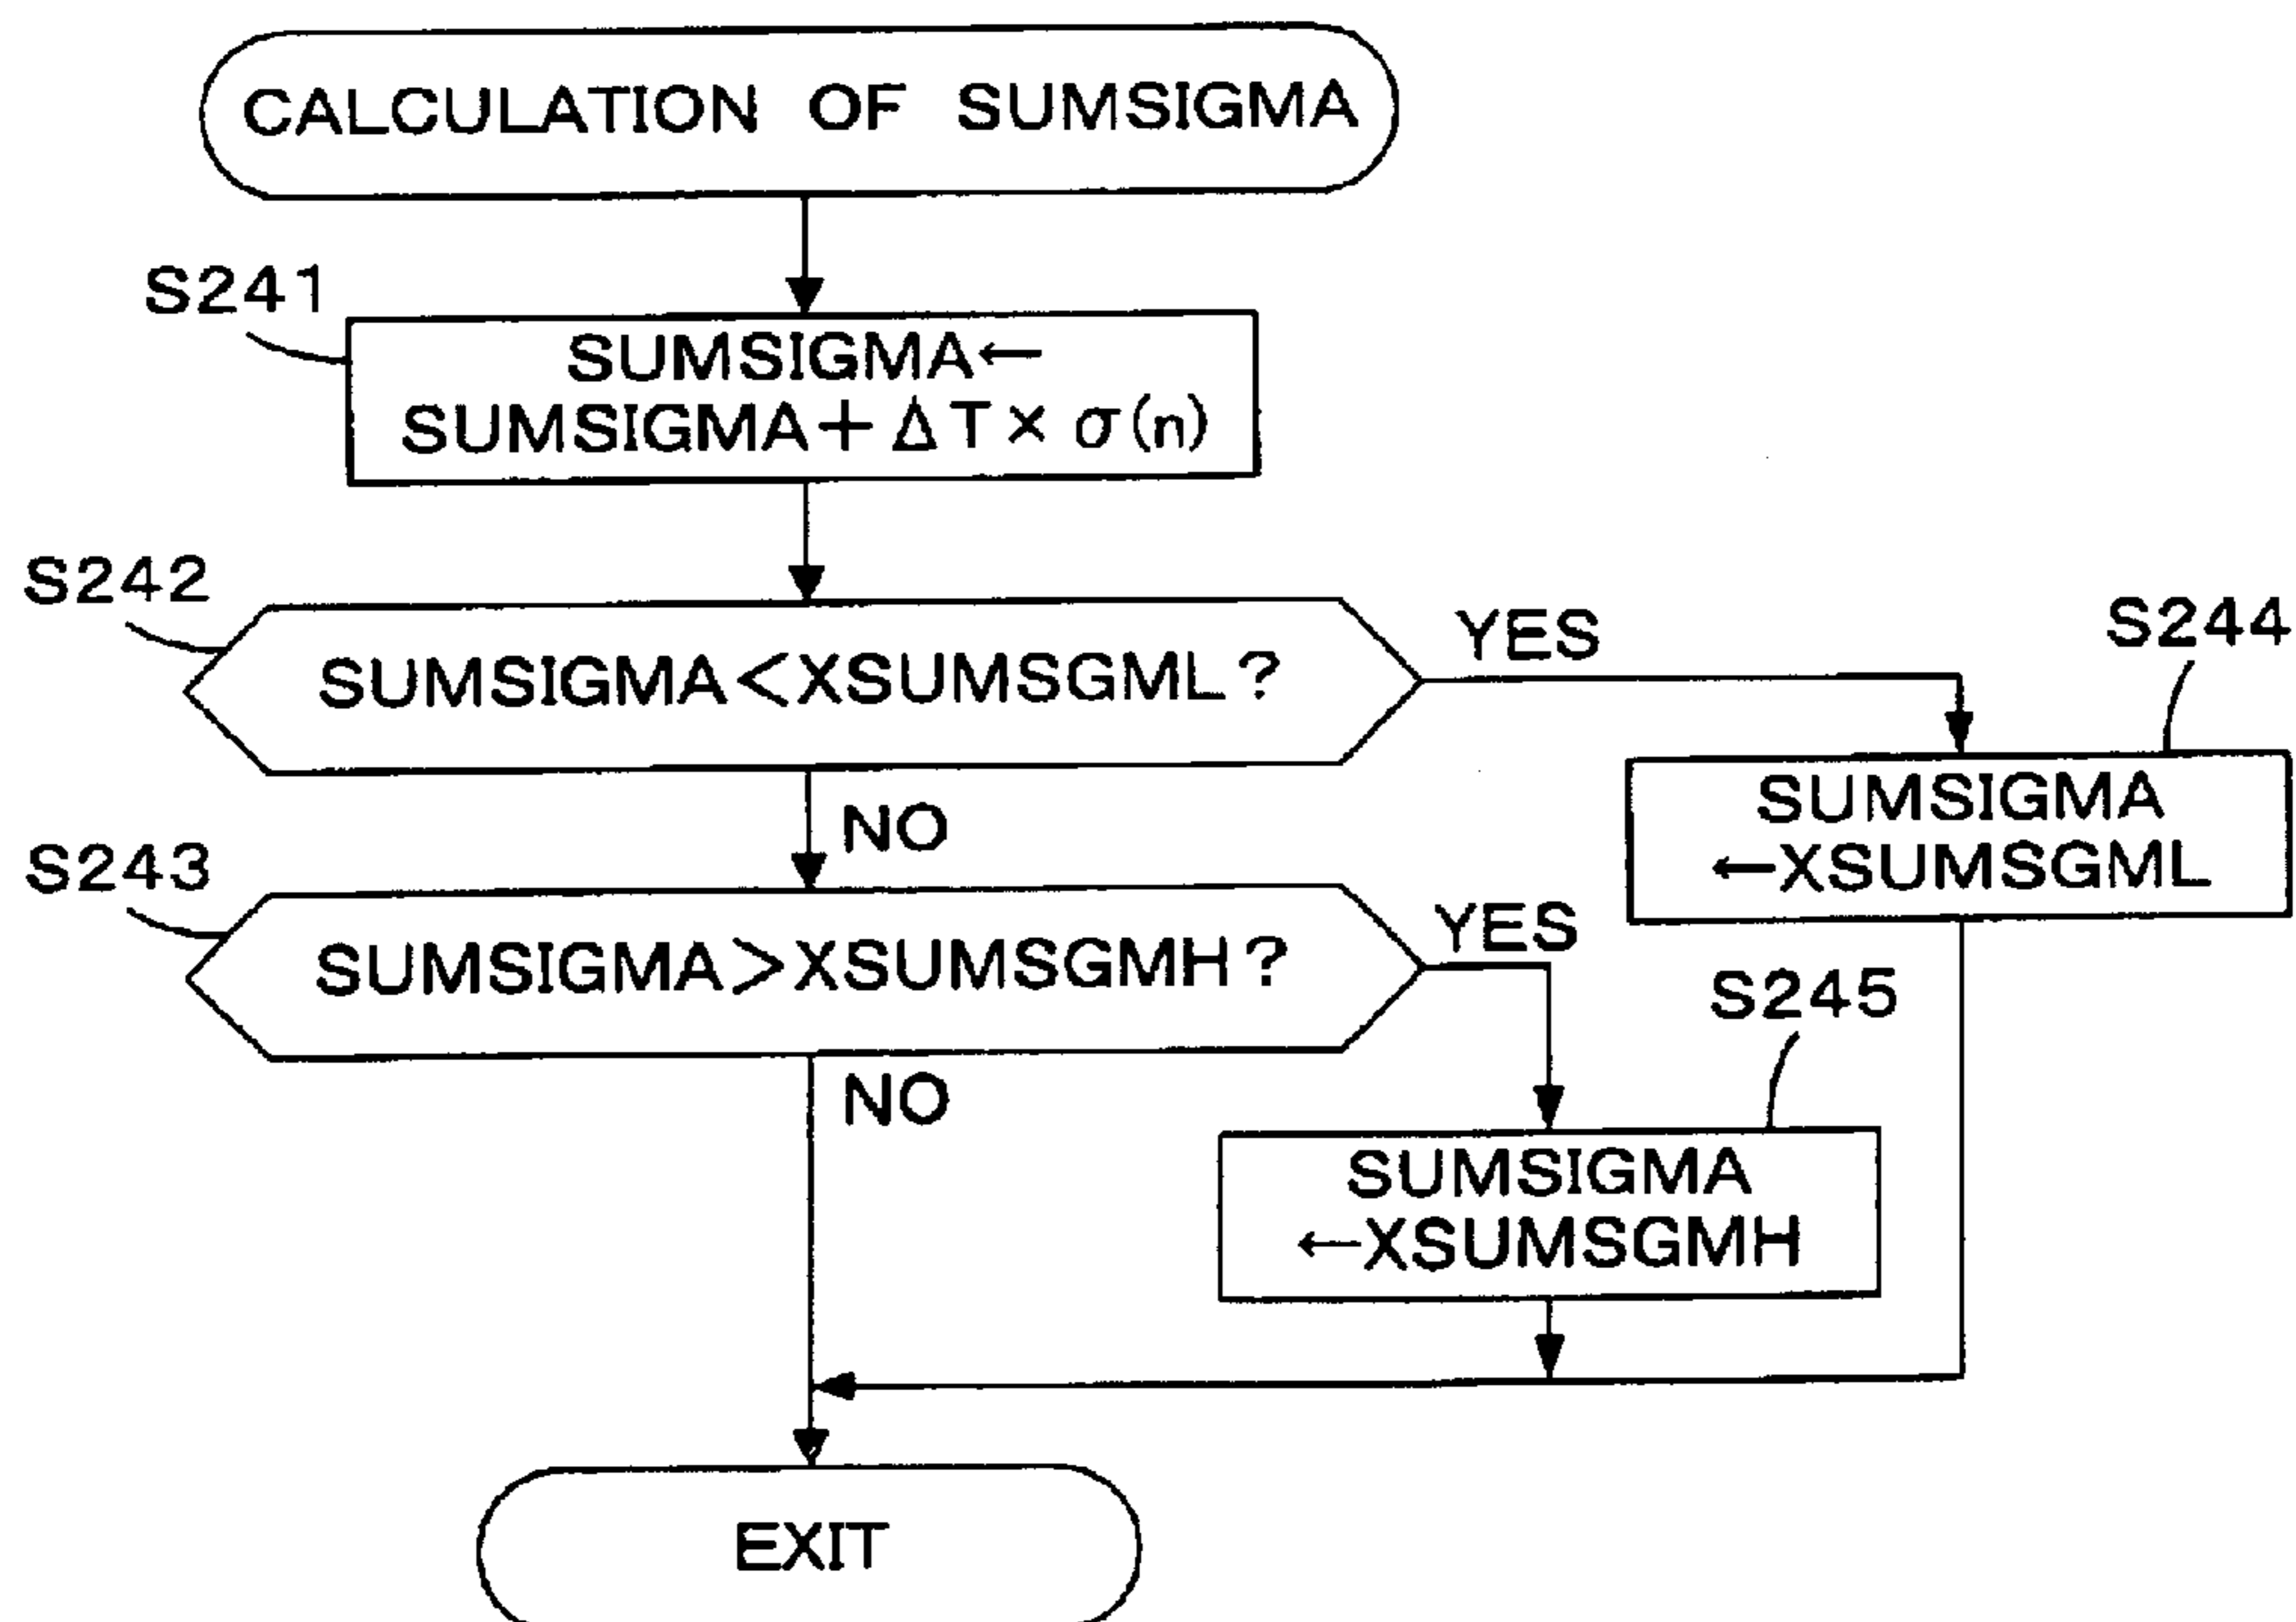 CALCULATION OF SUMSIGMA
S241
SUMSIGMA←
SUMSIGMA+ΔT×σ(n)
S242
SUMSIGMA<XSUMSGML?
YES
S244
SUMSIGMA
←XSUMSGML
NO
S243
SUMSIGMA>XSUMSGMH?
YES
S245
SUMSIGMA
←XSUMSGMH
NO
EXIT